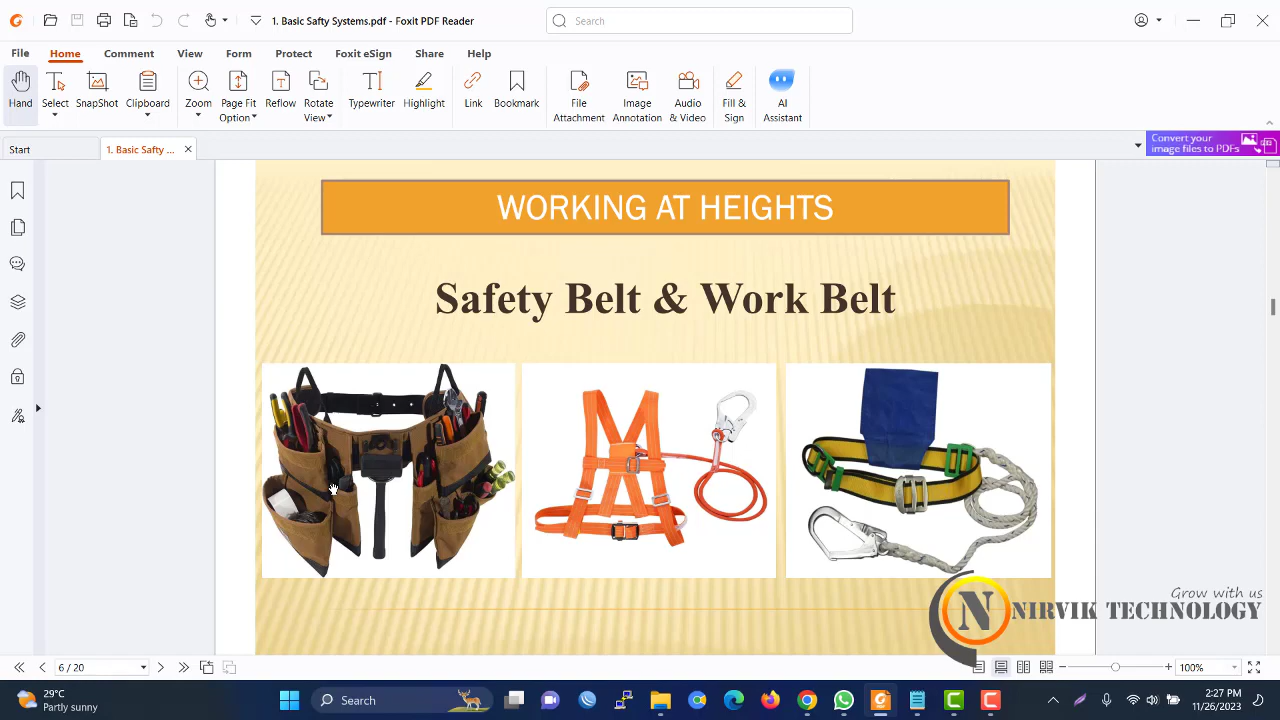 1. Basic Safty Systems.pdf - Foxit PDF Reader
Search
File Home Comment View Form Protect Foxit eSign Share Help
Hand Select SnapShot Clipboard Zoom Page Fit Option Reflow Rotate View Typewriter Highlight Link Bookmark File Attachment Image Annotation Audio & Video Fill & Sign AI Assistant
Start
1. Basic Safty ...
Convert your
image files to PDFs
WORKING AT HEIGHTS
Safety Belt & Work Belt
Grow with us
N NIRVIK TECHNOLOGY
6 / 20
100%
29°C
Partly sunny
Search
2:27 PM
11/26/2023